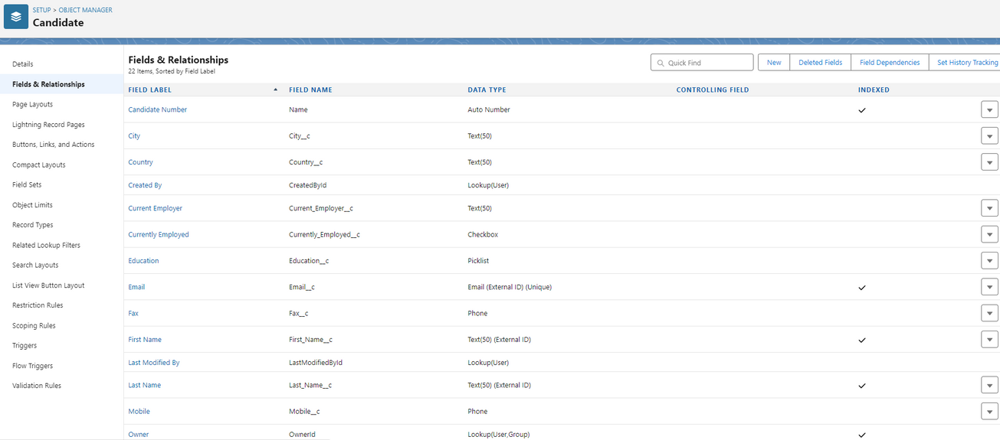 SETUP > OBJECT MANAGER
Candidate
Details
Fields & Relationships
Page Layouts
Lightning Record Pages
Buttons, Links, and Actions
Compact Layouts
Field Sets
Object Limits
Record Types
Related Lookup Filters
Search Layouts
List View Button Layout
Restriction Rules
Scoping Rules
Triggers
Flow Triggers
Validation Rules
Fields & Relationships
22 Items, Sorted by Field Label
Quick Find New Deleted Fields Field Dependencies Set History Tracking
FIELD LABEL FIELD NAME DATA TYPE CONTROLLING FIELD INDEXED
Candidate Number Name Auto Number
City City__c Text(50)
Country Country__c Text(50)
Created By CreatedById Lookup(User)
Current Employer Current_Employer__c Text(50)
Currently Employed Currently_Employed__c Checkbox
Education Education__c Picklist
Email Email__c Email (External ID) (Unique)
Fax Fax__c Phone
First Name First_Name__c Text(50) (External ID)
Last Modified By LastModifiedById Lookup(User)
Last Name Last_Name__c Text(50) (External ID)
Mobile Mobile__c Phone
Owner OwnerId Lookup(User,Group)